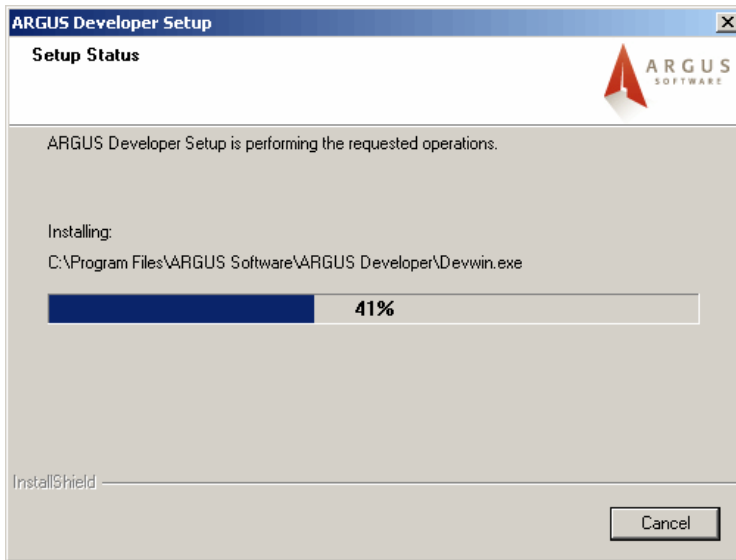 ARGUS Developer Setup
Setup Status
ARGUS
SOFTWARE
ARGUS Developer Setup is performing the requested operations.
Installing:
C:\Program Files\ARGUS Software\ARGUS Developer\Devwin.exe
41%
InstallShield
Cancel